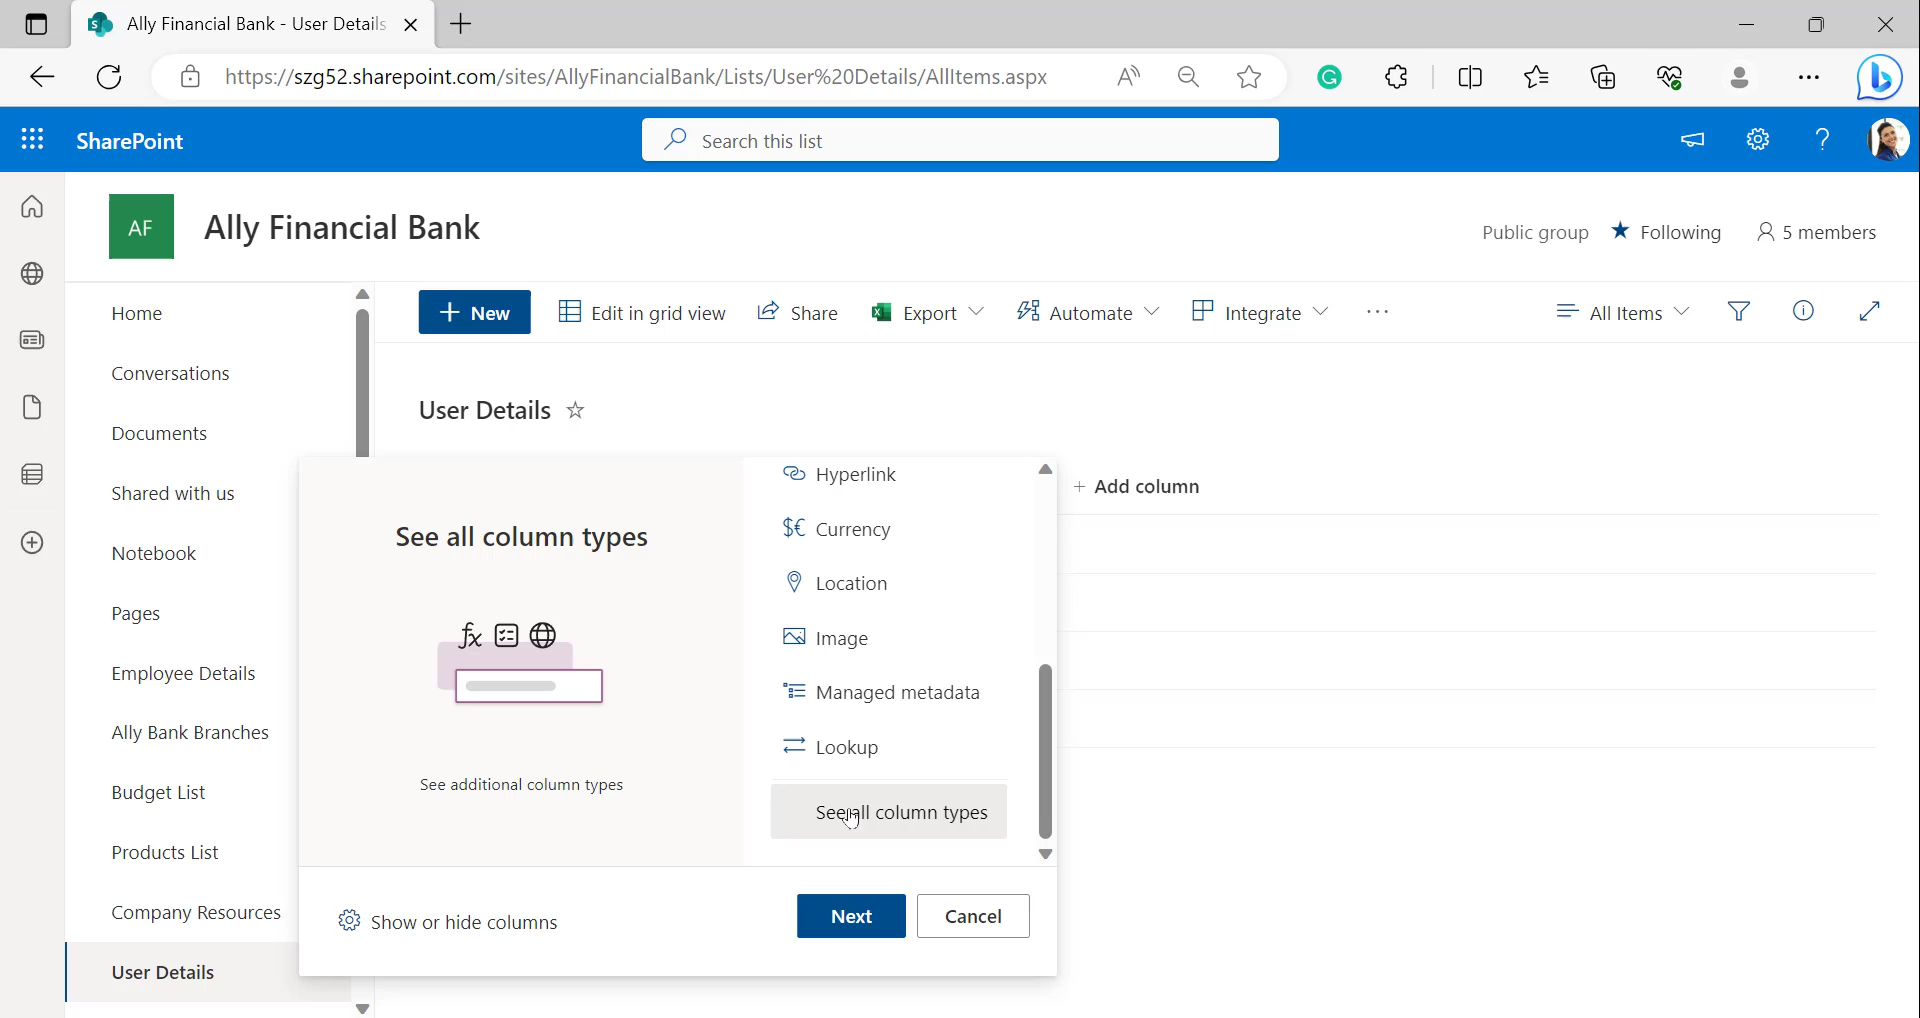 Ally Financial Bank - User Details
https://szg52.sharepoint.com/sites/AllyFinancialBank/Lists/User%20Details/AllItems.aspx
SharePoint
Search this list
AF
Ally Financial Bank
Public group
Following
5 members
Home
Conversations
Documents
Shared with us
Notebook
Pages
Employee Details
Ally Bank Branches
Budget List
Products List
Company Resources
User Details
New
Edit in grid view
Share
Export
Automate
Integrate
All Items
User Details
+ Add column
See all column types
fx
See additional column types
Hyperlink
$€ Currency
Location
Image
Managed metadata
Lookup
See all column types
Show or hide columns
Next
Cancel